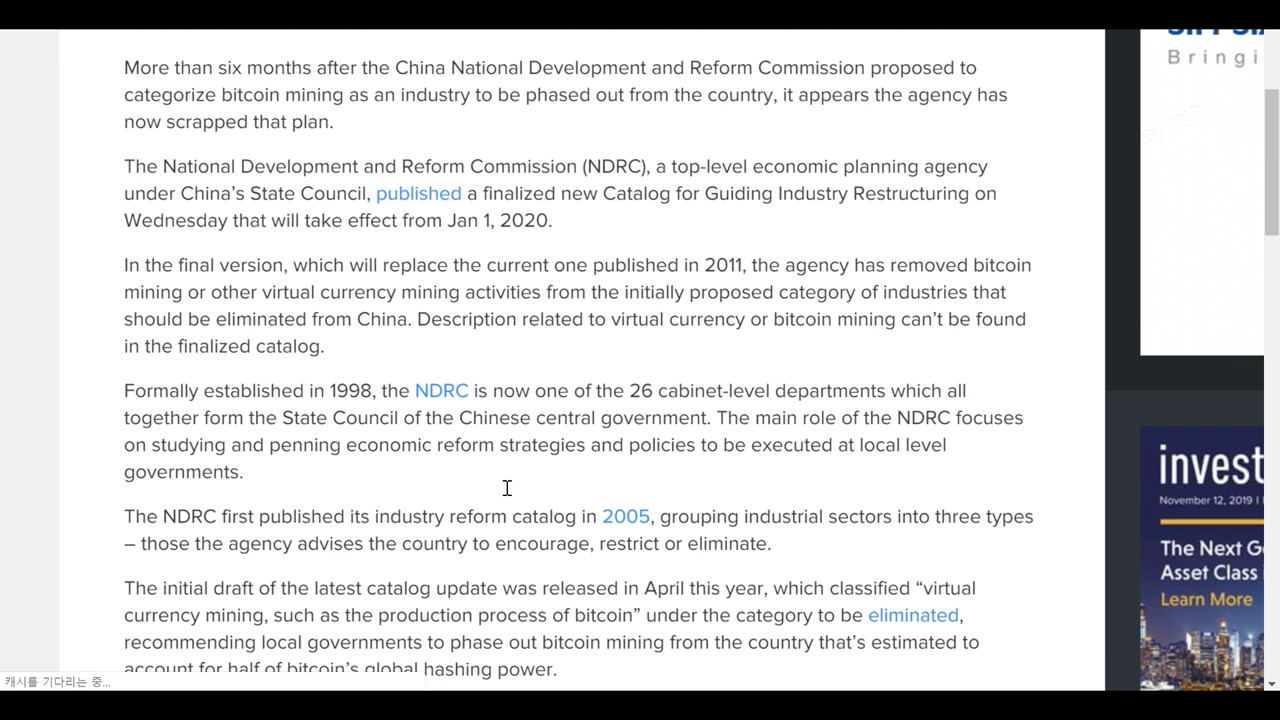 More than six months after the China National Development and Reform Commission proposed to
categorize bitcoin mining as an industry to be phased out from the country, it appears the agency has
now scrapped that plan.
The National Development and Reform Commission (NDRC), a top-level economic planning agency
under China’s State Council, published a finalized new Catalog for Guiding Industry Restructuring on
Wednesday that will take effect from Jan 1, 2020.
In the final version, which will replace the current one published in 2011, the agency has removed bitcoin
mining or other virtual currency mining activities from the initially proposed category of industries that
should be eliminated from China. Description related to virtual currency or bitcoin mining can’t be found
in the finalized catalog.
Formally established in 1998, the NDRC is now one of the 26 cabinet-level departments which all
together form the State Council of the Chinese central government. The main role of the NDRC focuses
on studying and penning economic reform strategies and policies to be executed at local level
governments.
The NDRC first published its industry reform catalog in 2005, grouping industrial sectors into three types
– those the agency advises the country to encourage, restrict or eliminate.
The initial draft of the latest catalog update was released in April this year, which classified “virtual
currency mining, such as the production process of bitcoin” under the category to be eliminated,
recommending local governments to phase out bitcoin mining from the country that’s estimated to
account for half of bitcoin’s global hashing power.
캐시를 기다리는 중...
Bringi
invest
November 12, 2019 |
The Next G
Asset Class
Learn More